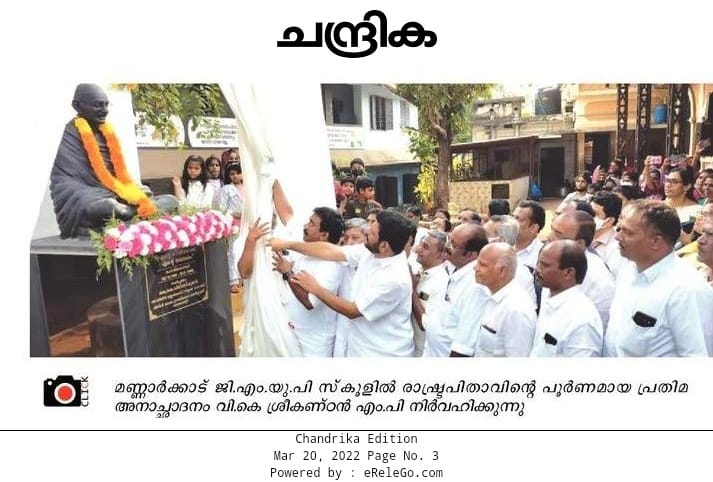 ചന്ദ്രിക
CLICK
മണ്ണാർക്കാട് ജി.എം.യു.പി സ്കൂളിൽ രാഷ്ട്രപിതാവിന്റെ പൂർണമായ പ്രതിമ
അനാച്ഛാദനം വി.കെ ശ്രീകണ്ഠൻ എം.പി നിർവഹിക്കുന്നു
Chandrika Edition
Mar 20, 2022 Page No. 3
Powered by : eReleGo.com